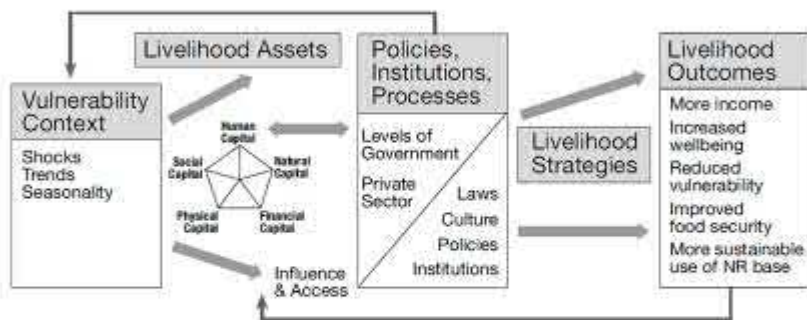 Livelihood Assets
Vulnerability
Context
Shocks
Trends
Seasonality
Human
Capital
Social
Capital
Natural
Capital
Physical
Capital
Financial
Capital
Influence
& Access
Policies,
Institutions,
Processes
Levels of
Government
Private
Sector
Laws
Culture
Policies
Institutions
Livelihood
Strategies
Livelihood
Outcomes
More income
Increased
wellbeing
Reduced
vulnerability
Improved
food security
More sustainable
use of NR base